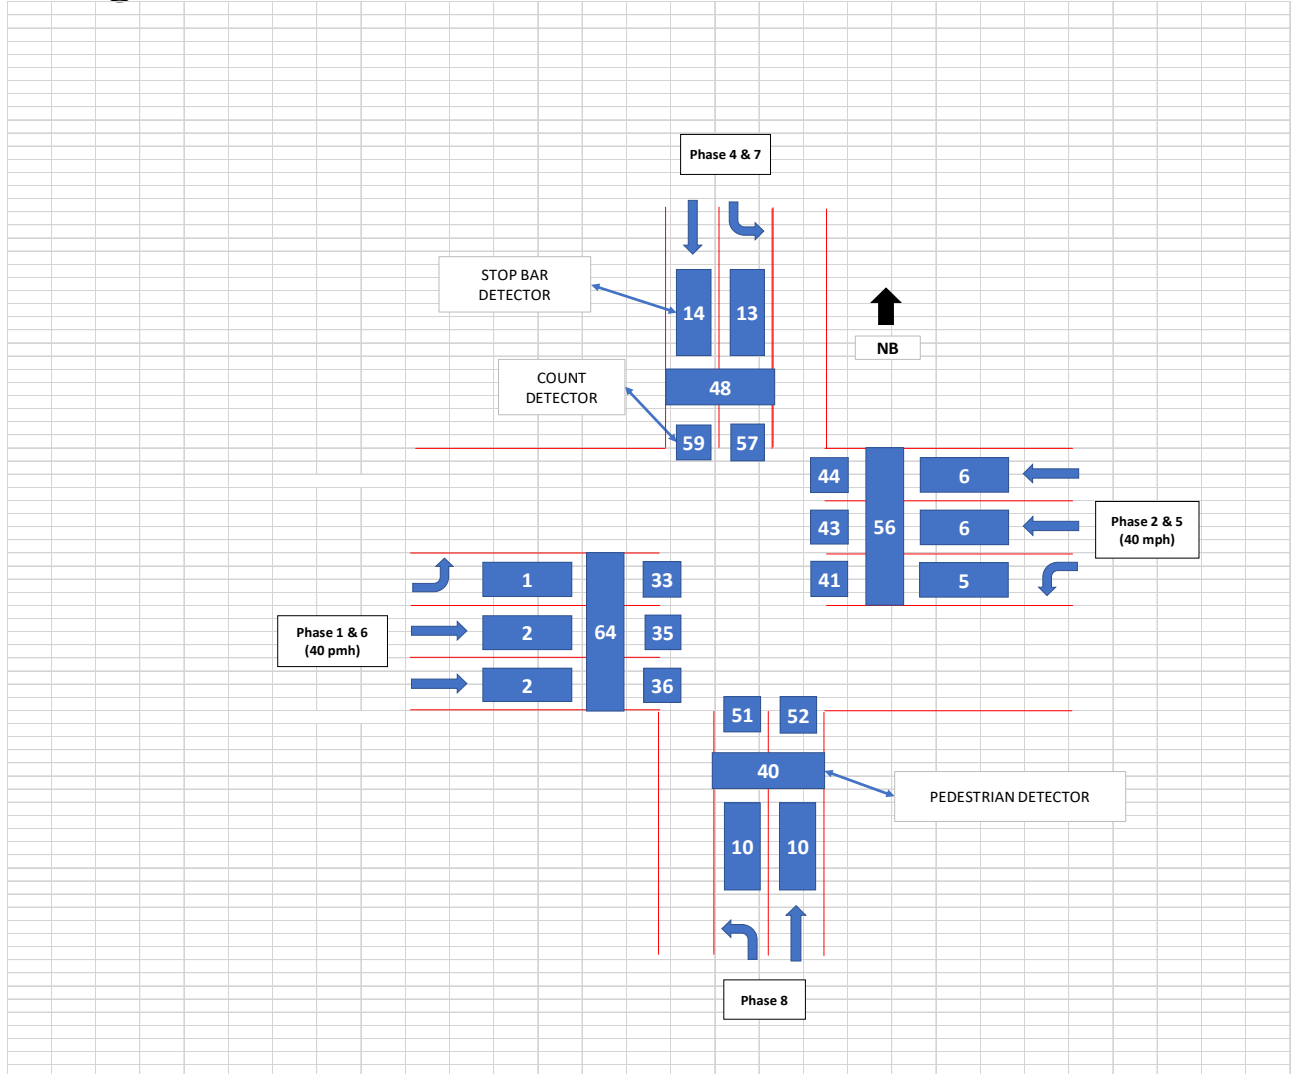 Phase 4 & 7
STOP BAR
DETECTOR
14
13
NB
COUNT
DETECTOR
48
59
57
44
6
43
56
6
Phase 2 & 5
(40 mph)
41
5
1
33
Phase 1 & 6
(40 pmh)
2
64
35
2
36
51
52
40
PEDESTRIAN DETECTOR
10
10
Phase 8